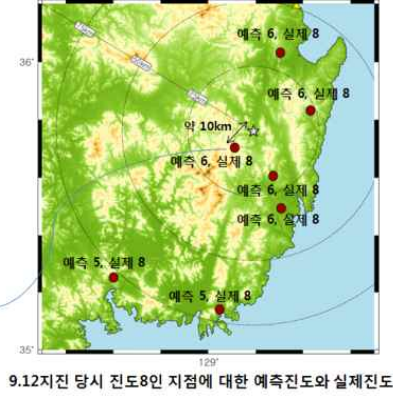 예측 6, 실제 8
36°
예측 6, 실제 8
약 10km
예측 6, 실제 8
예측 6, 실제 8
예측 6, 실제 8
예측 5, 실제 8
예측 5, 실제 8
35°
129°
9.12지진 당시 진도8인 지점에 대한 예측진도와 실제진도